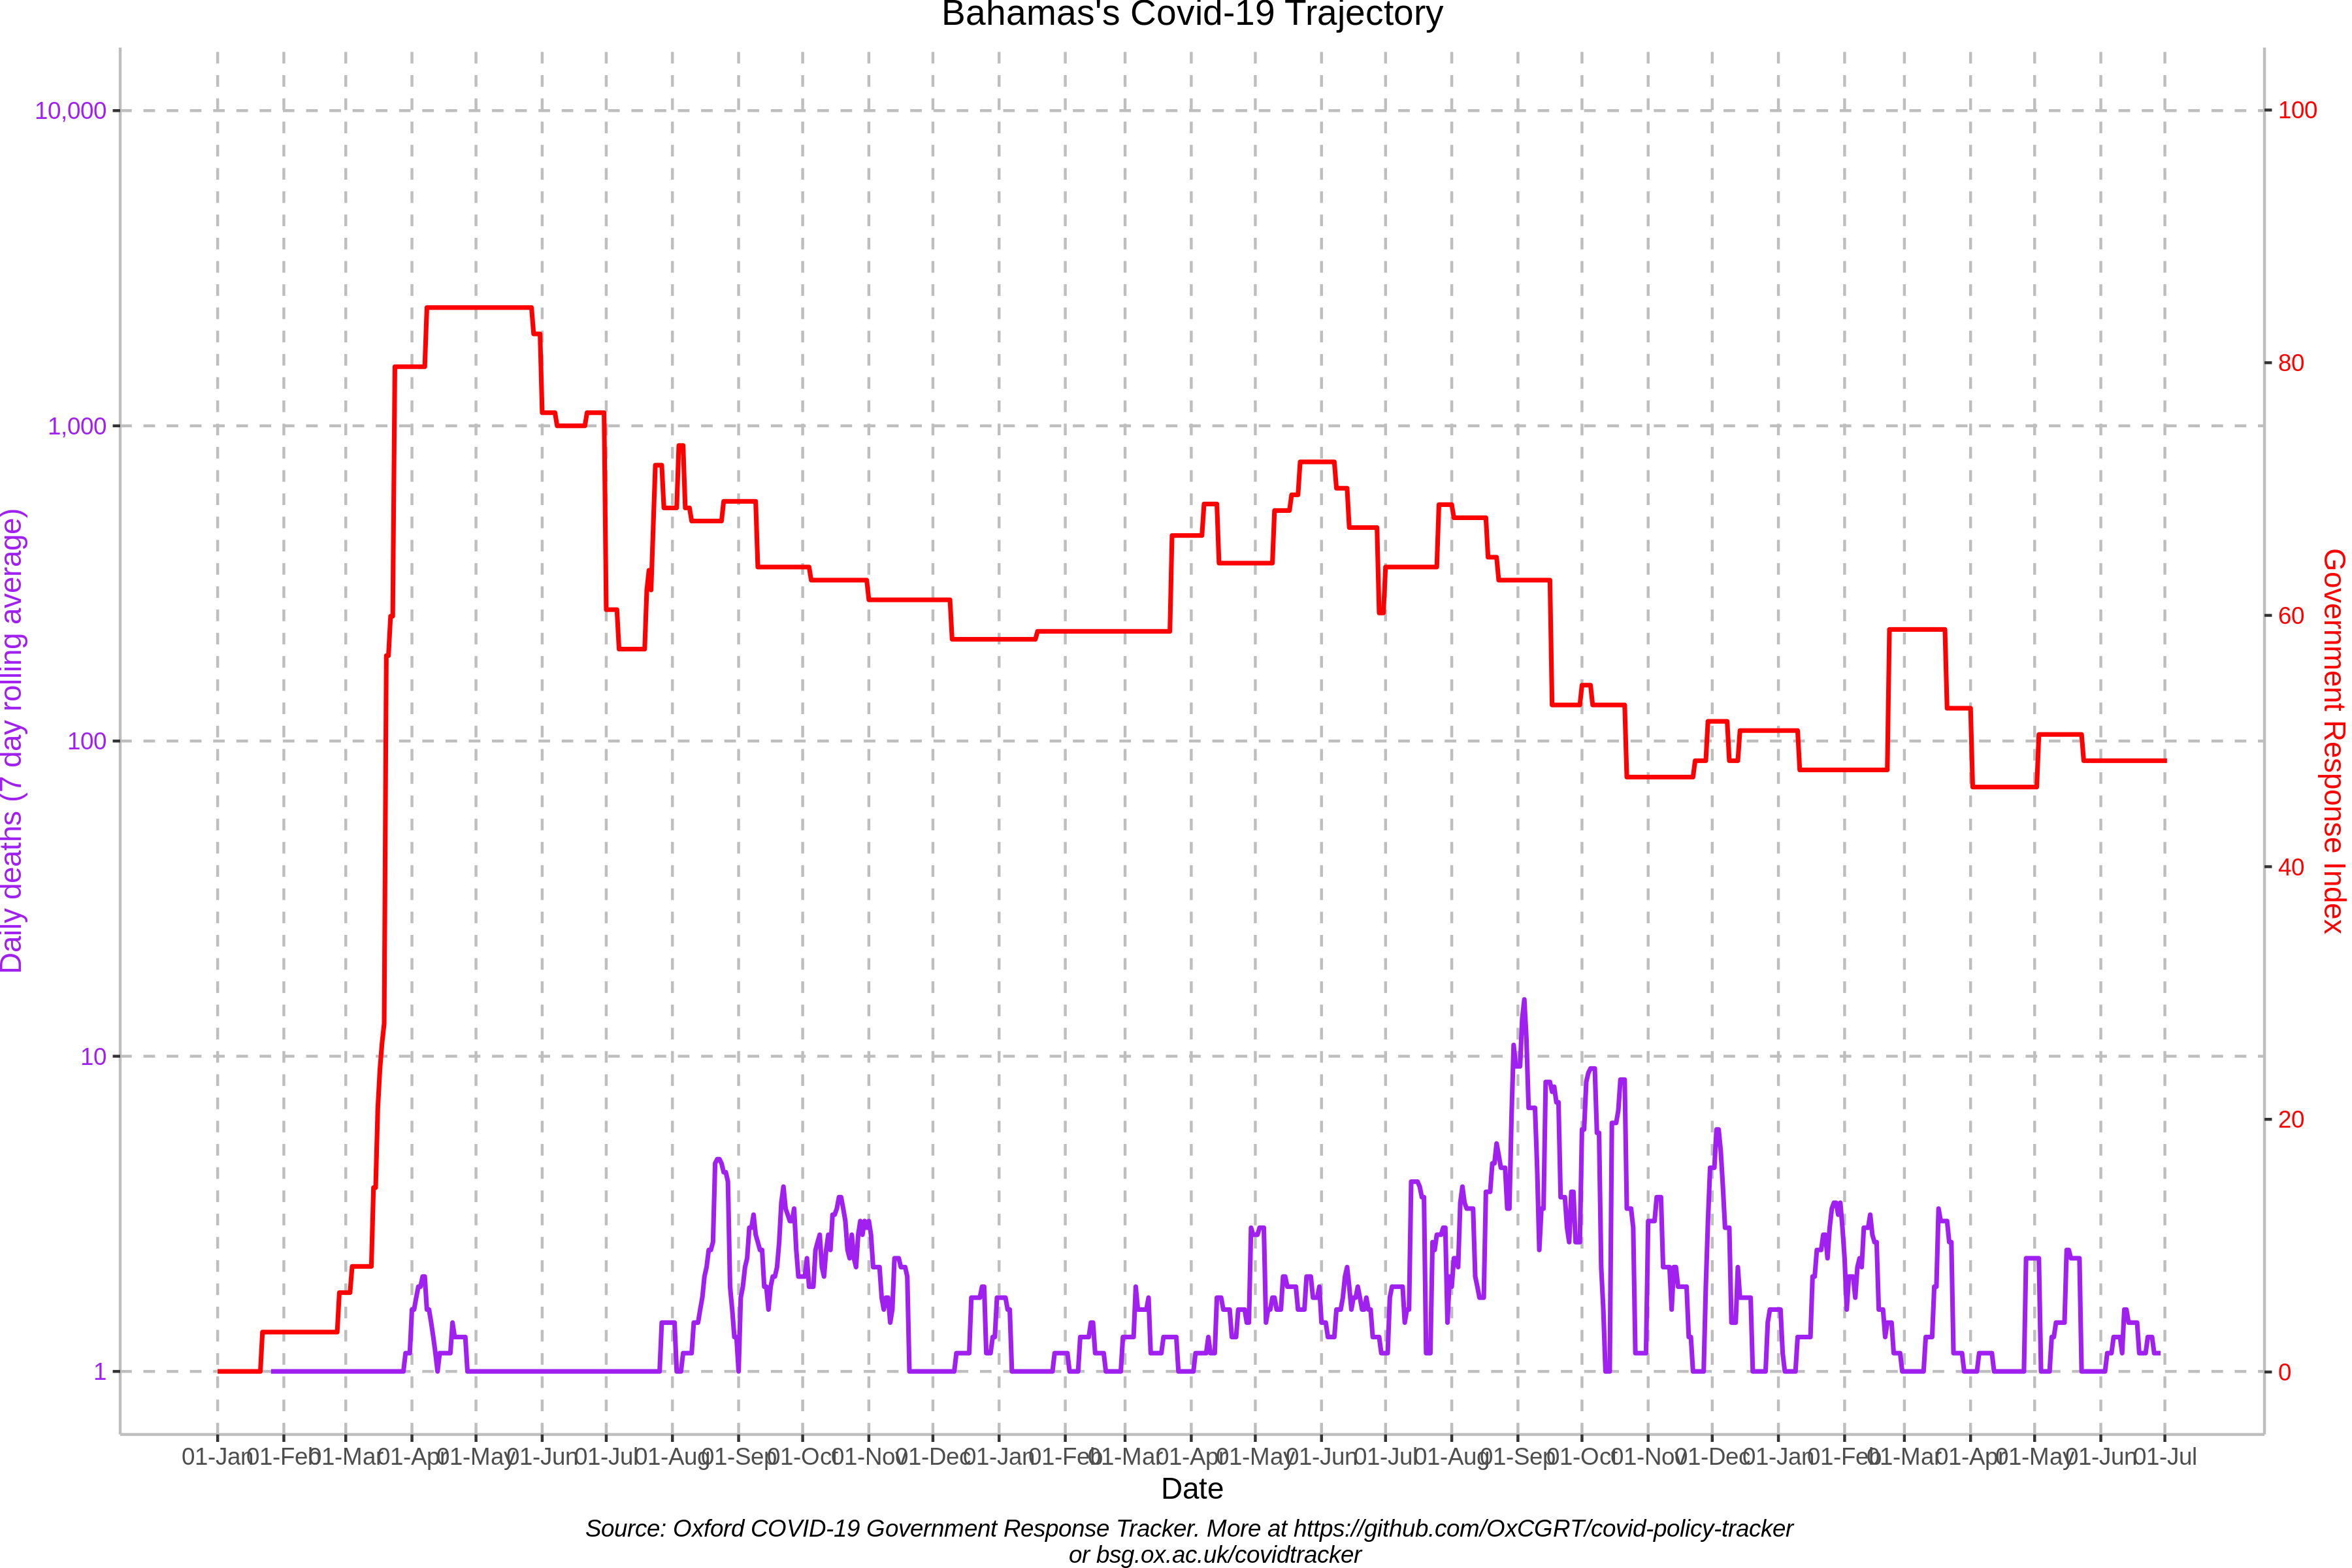 Bahamas's Covid-19 Trajectory
10,000
1,000
100
10
1
Daily deaths (7 day rolling average)
100
80
60
40
20
0
Government Response Index
01-Jan 01-Feb 01-Mar 01-Apr 01-May 01-Jun 01-Jul 01-Aug 01-Sep 01-Oct 01-Nov 01-Dec 01-Jan 01-Feb 01-Mar 01-Apr 01-May 01-Jun 01-Jul 01-Aug 01-Sep 01-Oct 01-Nov 01-Dec 01-Jan 01-Feb 01-Mar 01-Apr 01-May 01-Jun 01-Jul
Date
Source: Oxford COVID-19 Government Response Tracker. More at https://github.com/OxCGRT/covid-policy-tracker
or bsg.ox.ac.uk/covidtracker